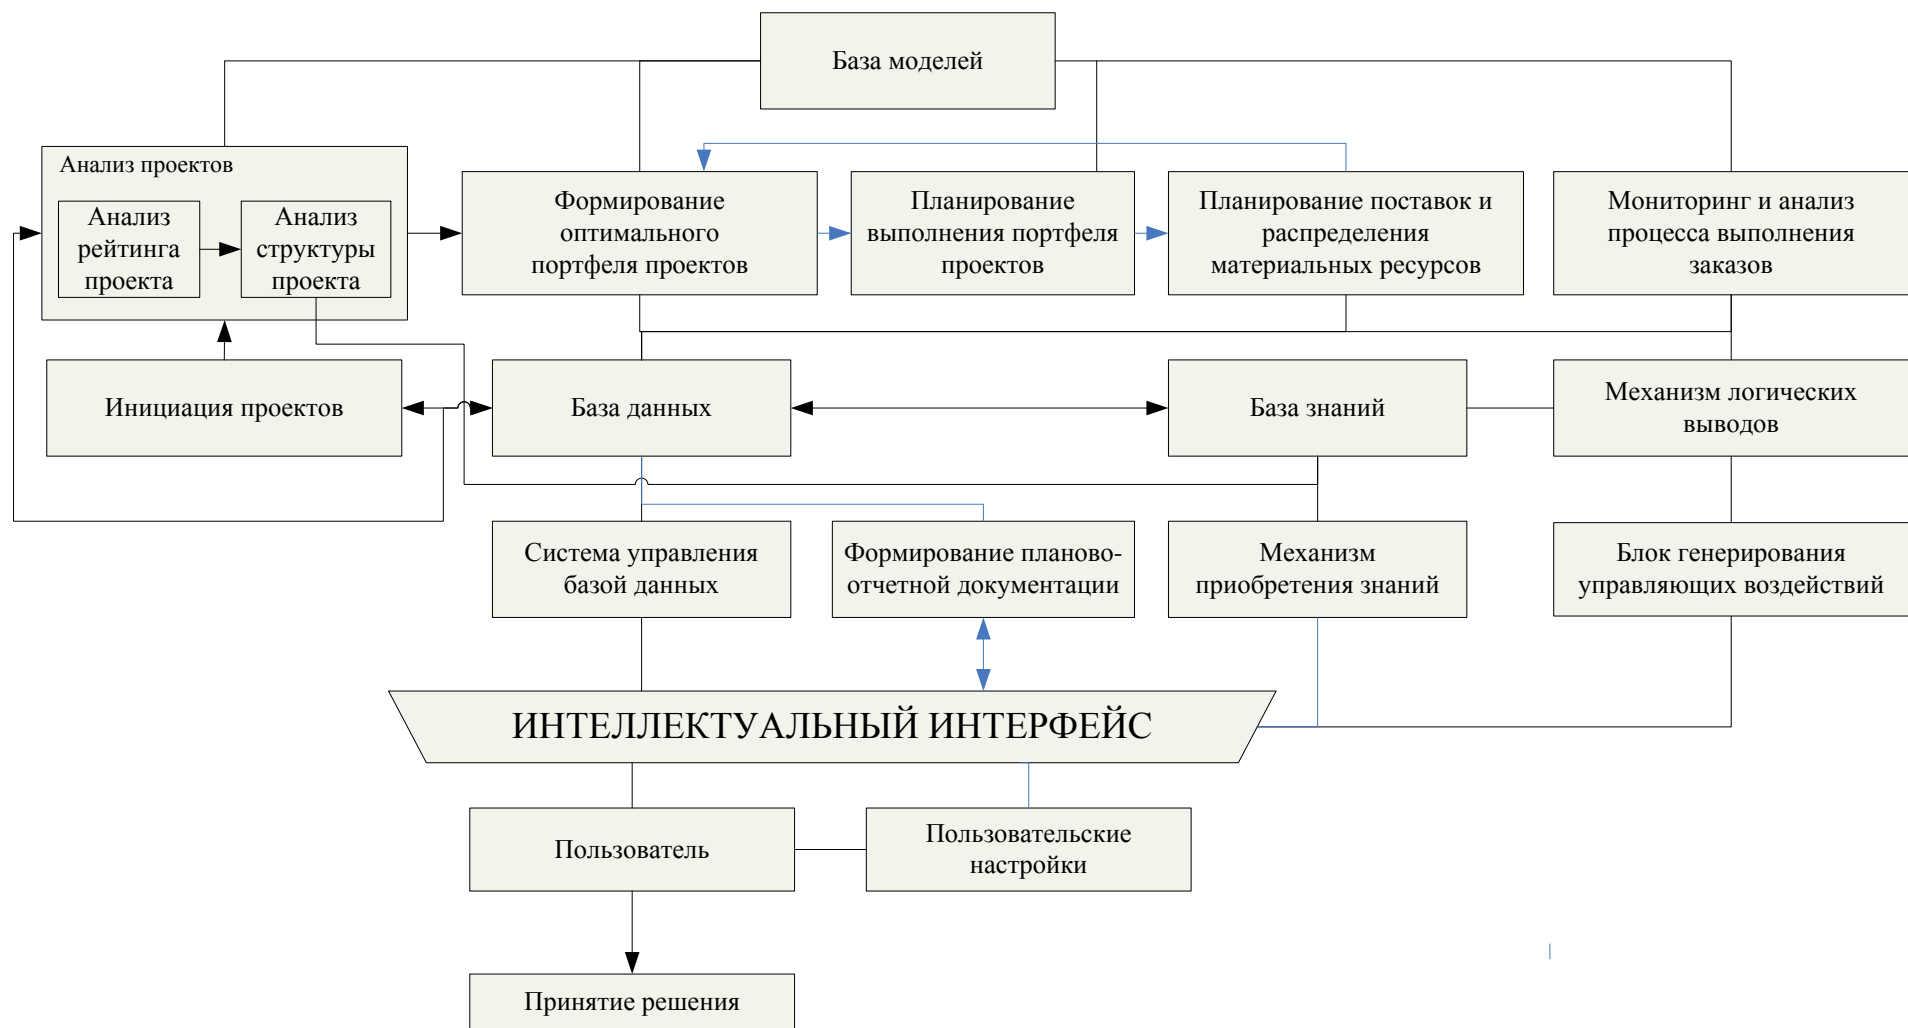 База моделей
Анализ проектов
Анализ
рейтинга
проекта
Анализ
структуры
проекта
Формирование
оптимального
портфеля проектов
Планирование
выполнения портфеля
проектов
Планирование поставок и
распределения
материальных ресурсов
Мониторинг и анализ
процесса выполнения
заказов
Инициация проектов
База данных
База знаний
Механизм логических
выводов
Система управления
базой данных
Формирование планово-
отчетной документации
Механизм
приобретения знаний
Блок генерирования
управляющих воздействий
ИНТЕЛЛЕКТУАЛЬНЫЙ ИНТЕРФЕЙС
Пользователь
Пользовательские
настройки
Принятие решения